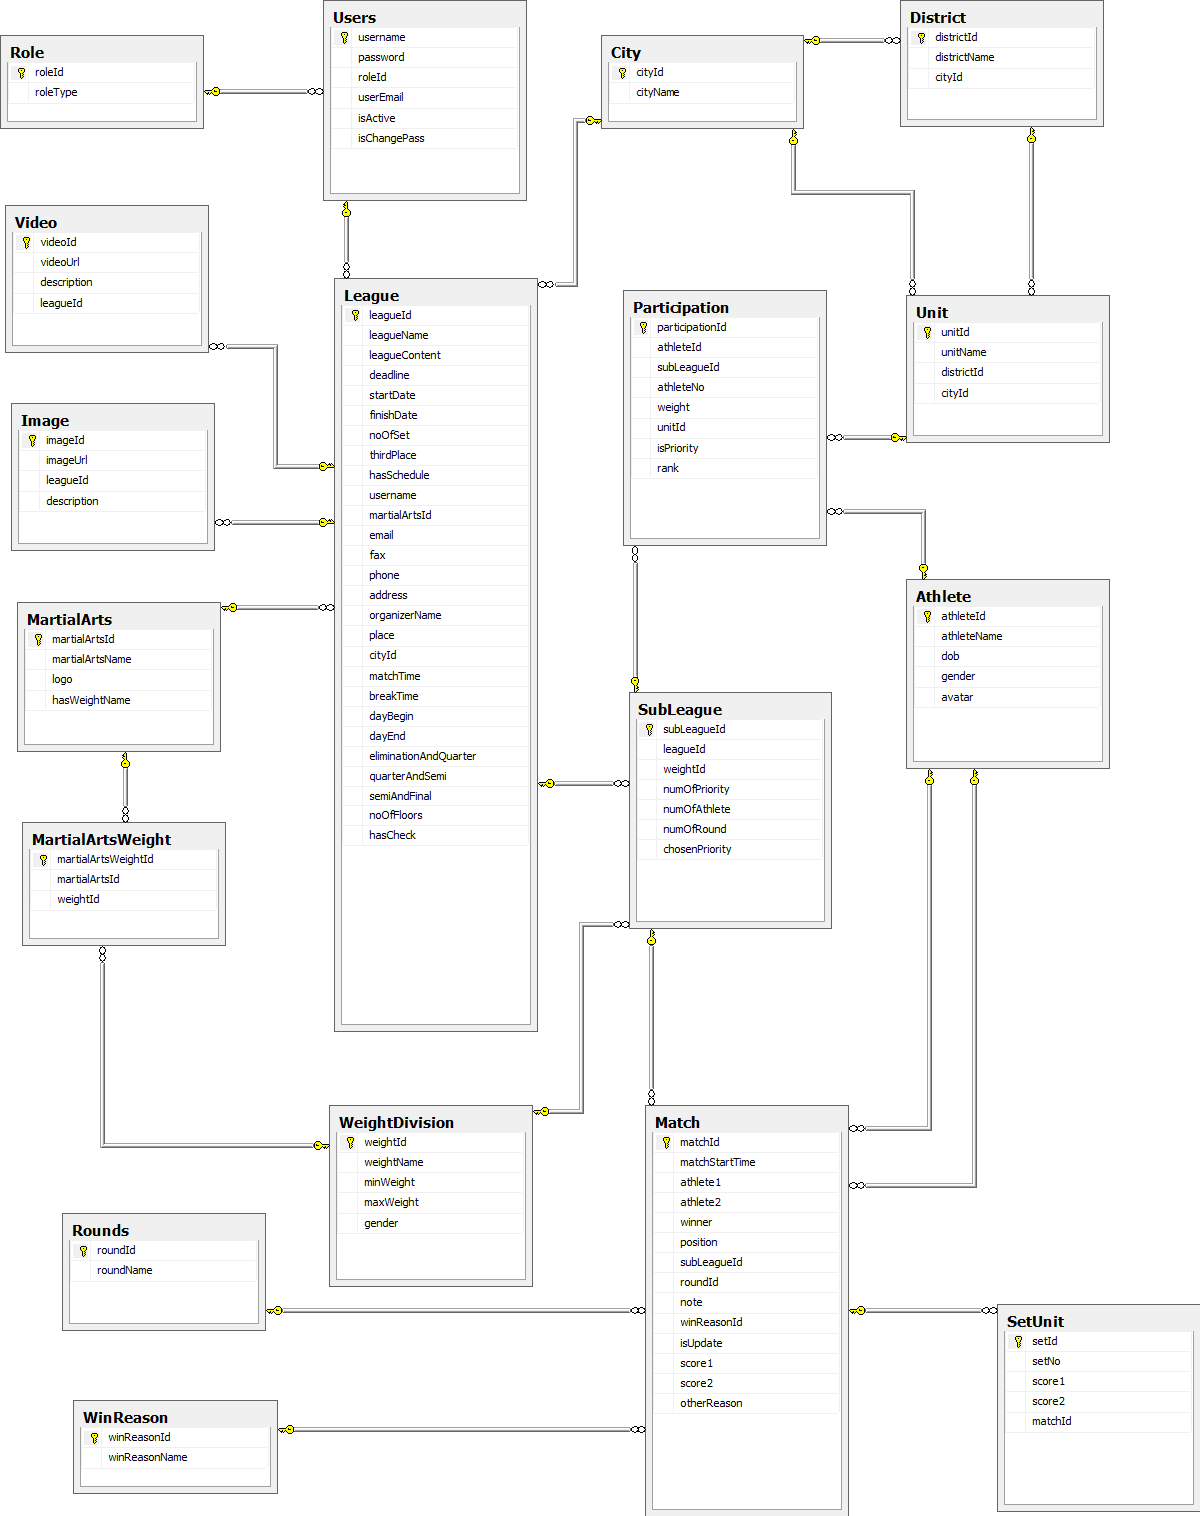 Role
roleId
roleType
Users
username
password
roleId
userEmail
isActive
isChangePass
City
cityId
cityName
District
districtId
districtName
cityId
Video
videoId
videoUrl
description
leagueId
League
leagueId
leagueName
leagueContent
deadline
startDate
finishDate
noOfSet
thirdPlace
hasSchedule
username
martialArtsId
email
fax
phone
address
organizerName
place
cityId
matchTime
breakTime
dayBegin
dayEnd
eliminationAndQuarter
quarterAndSemi
semiAndFinal
noOfFloors
hasCheck
Participation
participationId
athleteId
subLeagueId
athleteNo
weight
unitId
isPriority
rank
Unit
unitId
unitName
districtId
cityId
Image
imageId
imageUrl
leagueId
description
MartialArts
martialArtsId
martialArtsName
logo
hasWeightName
Athlete
athleteId
athleteName
dob
gender
avatar
SubLeague
subLeagueId
leagueId
weightId
numOfPriority
numOfAthlete
numOfRound
chosenPriority
MartialArtsWeight
martialArtsWeightId
martialArtsId
weightId
WeightDivision
weightId
weightName
minWeight
maxWeight
gender
Match
matchId
matchStartTime
athlete1
athlete2
winner
position
subLeagueId
roundId
note
winReasonId
isUpdate
score1
score2
otherReason
Rounds
roundId
roundName
SetUnit
setId
setNo
score1
score2
matchId
WinReason
winReasonId
winReasonName